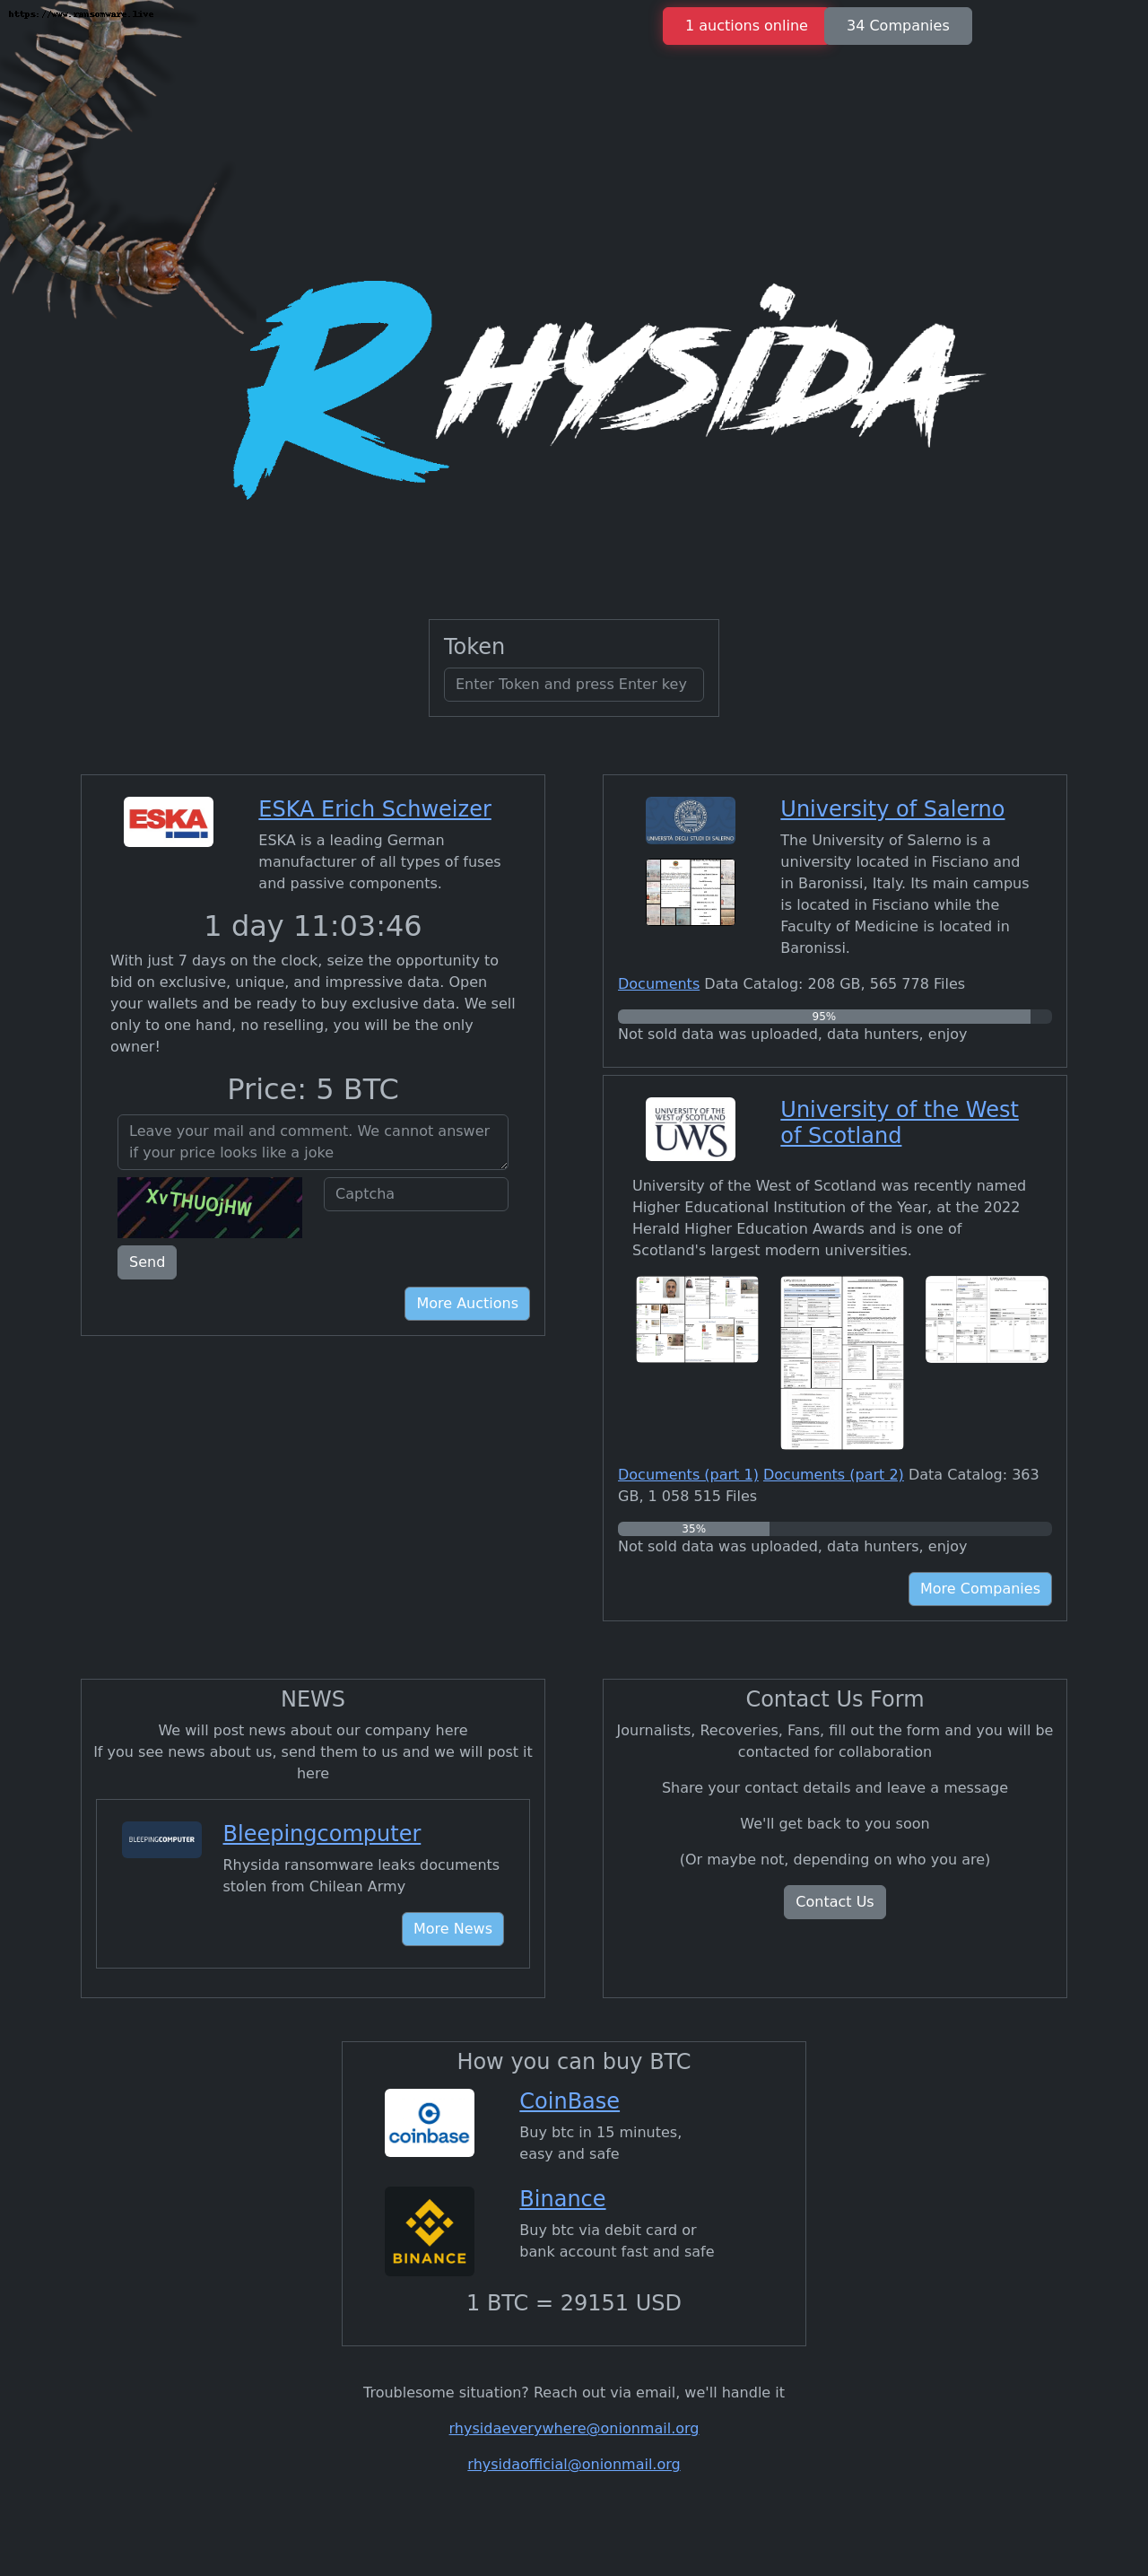 https://www.ransomware.live
1 auctions online
34 Companies
Rhysida
Token
Enter Token and press Enter key
ESKA
ESKA Erich Schweizer
ESKA is a leading German
manufacturer of all types of fuses
and passive components.
1 day 11:03:46
With just 7 days on the clock, seize the opportunity to
bid on exclusive, unique, and impressive data. Open
your wallets and be ready to buy exclusive data. We sell
only to one hand, no reselling, you will be the only
owner!
Price: 5 BTC
Leave your mail and comment. We cannot answer
if your price looks like a joke
XvTHUOjHW
Captcha
Send
More Auctions
UNIVERSITÀ DEGLI STUDI DI SALERNO
University of Salerno
The University of Salerno is a
university located in Fisciano and
in Baronissi, Italy. Its main campus
is located in Fisciano while the
Faculty of Medicine is located in
Baronissi.
Documents Data Catalog: 208 GB, 565 778 Files
95%
Not sold data was uploaded, data hunters, enjoy
UNIVERSITY OF THE
WEST of SCOTLAND
UWS
University of the West
of Scotland
University of the West of Scotland was recently named
Higher Educational Institution of the Year, at the 2022
Herald Higher Education Awards and is one of
Scotland's largest modern universities.
Documents (part 1) Documents (part 2) Data Catalog: 363
GB, 1 058 515 Files
35%
Not sold data was uploaded, data hunters, enjoy
More Companies
NEWS
We will post news about our company here
If you see news about us, send them to us and we will post it
here
BLEEPINGCOMPUTER
Bleepingcomputer
Rhysida ransomware leaks documents
stolen from Chilean Army
More News
Contact Us Form
Journalists, Recoveries, Fans, fill out the form and you will be
contacted for collaboration
Share your contact details and leave a message
We'll get back to you soon
(Or maybe not, depending on who you are)
Contact Us
How you can buy BTC
coinbase
CoinBase
Buy btc in 15 minutes,
easy and safe
BINANCE
Binance
Buy btc via debit card or
bank account fast and safe
1 BTC = 29151 USD
Troublesome situation? Reach out via email, we'll handle it
rhysidaeverywhere@onionmail.org
rhysidaofficial@onionmail.org